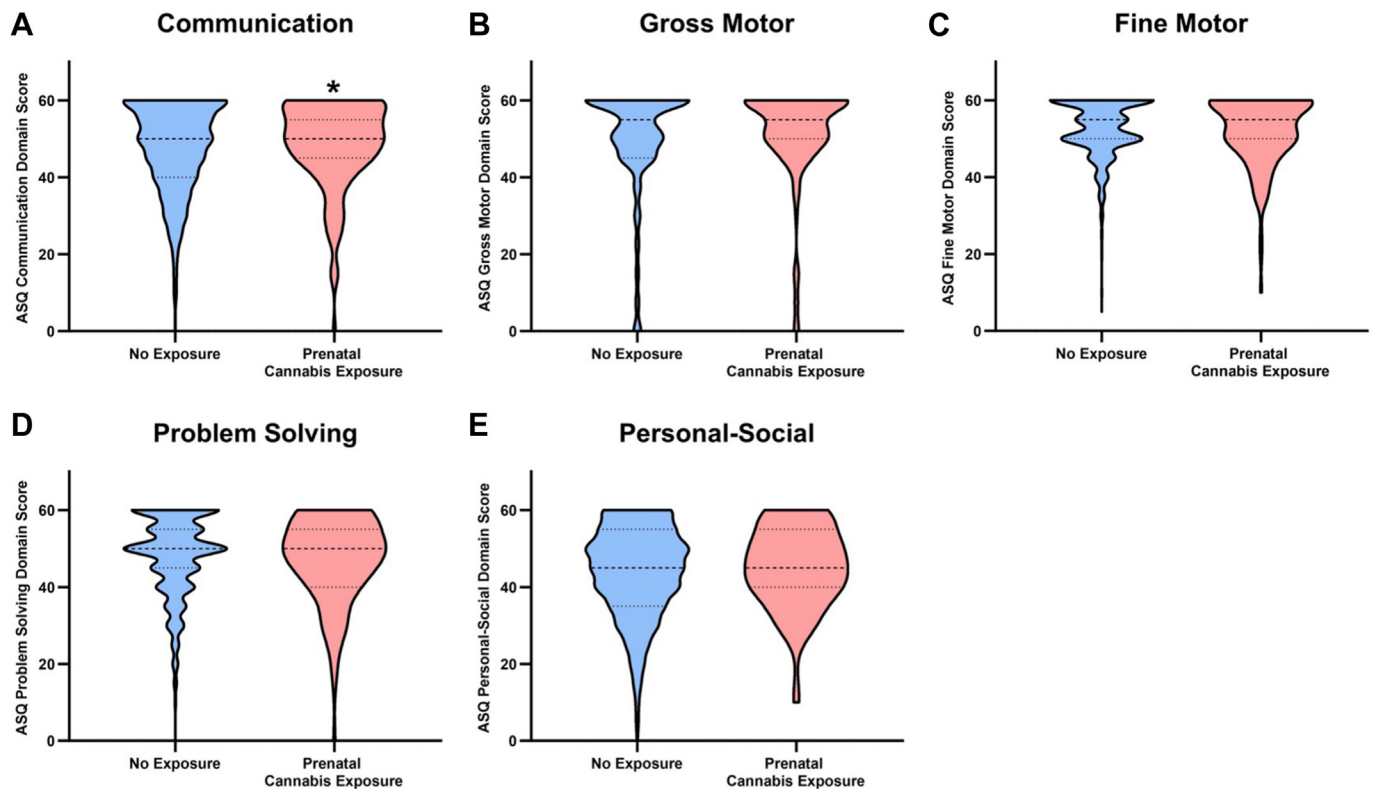 A
Communication
ASQ Communication Domain Score
60
40
20
0
*
No Exposure
Prenatal
Cannabis Exposure
B
Gross Motor
ASQ Gross Motor Domain Score
60
40
20
0
No Exposure
Prenatal
Cannabis Exposure
C
Fine Motor
ASQ Fine Motor Domain Score
60
40
20
0
No Exposure
Prenatal
Cannabis Exposure
D
Problem Solving
ASQ Problem Solving Domain Score
60
40
20
0
No Exposure
Prenatal
Cannabis Exposure
E
Personal-Social
ASQ Personal-Social Domain Score
60
40
20
0
No Exposure
Prenatal
Cannabis Exposure